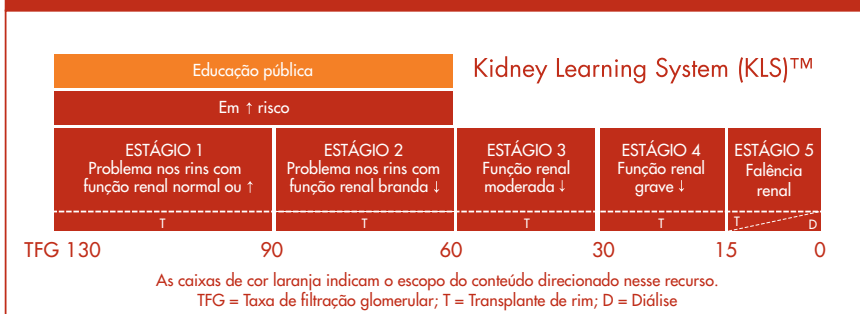 Educação pública
Kidney Learning System (KLS)™
Em ↑ risco
ESTÁGIO 1
Problema nos rins com
função renal normal ou ↑
ESTÁGIO 2
Problema nos rins com
função renal branda ↓
ESTÁGIO 3
Função renal
moderada ↓
ESTÁGIO 4
Função renal
grave ↓
ESTÁGIO 5
Falência
renal
T
T
T
T
T
D
TFG 130
90
60
30
15
0
As caixas de cor laranja indicam o escopo do conteúdo direcionado nesse recurso.
TFG = Taxa de filtração glomerular; T = Transplante de rim; D = Diálise